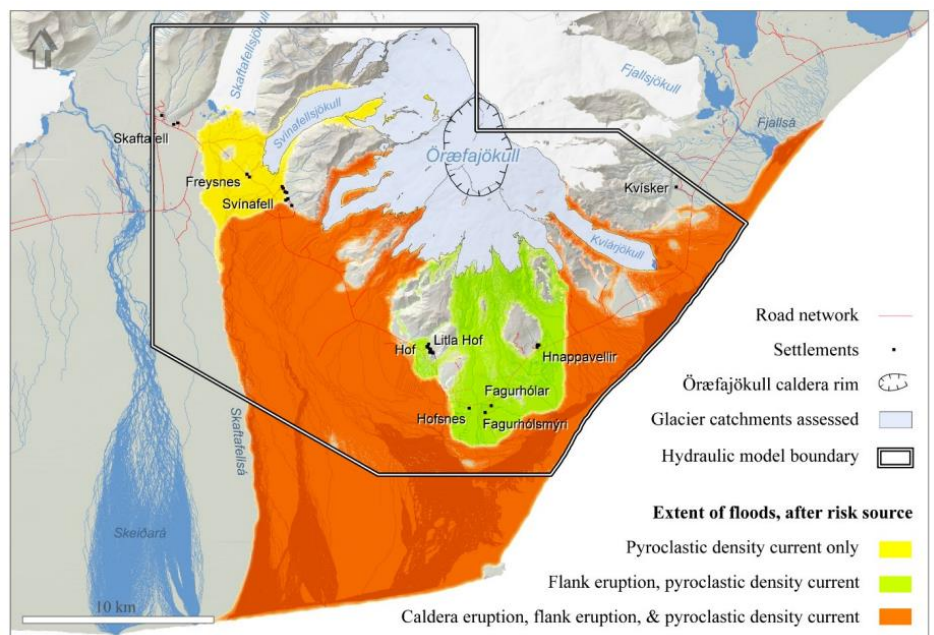 Skaftafellsjökull
Svínafellsjökull
Fjallsjökull
Fjallsá
Skaftafell
Öræfajökull
Freysnes
Svínafell
Kvísker
Kvíárjökull
Litla Hof
Hof
Hnappavellir
Fagurhólar
Hofsnes
Fagurhólsmýri
Skaftafellsá
Skeiðará
10 km
Road network
Settlements
Öræfajökull caldera rim
Glacier catchments assessed
Hydraulic model boundary
Extent of floods, after risk source
Pyroclastic density current only
Flank eruption, pyroclastic density current
Caldera eruption, flank eruption, & pyroclastic density current